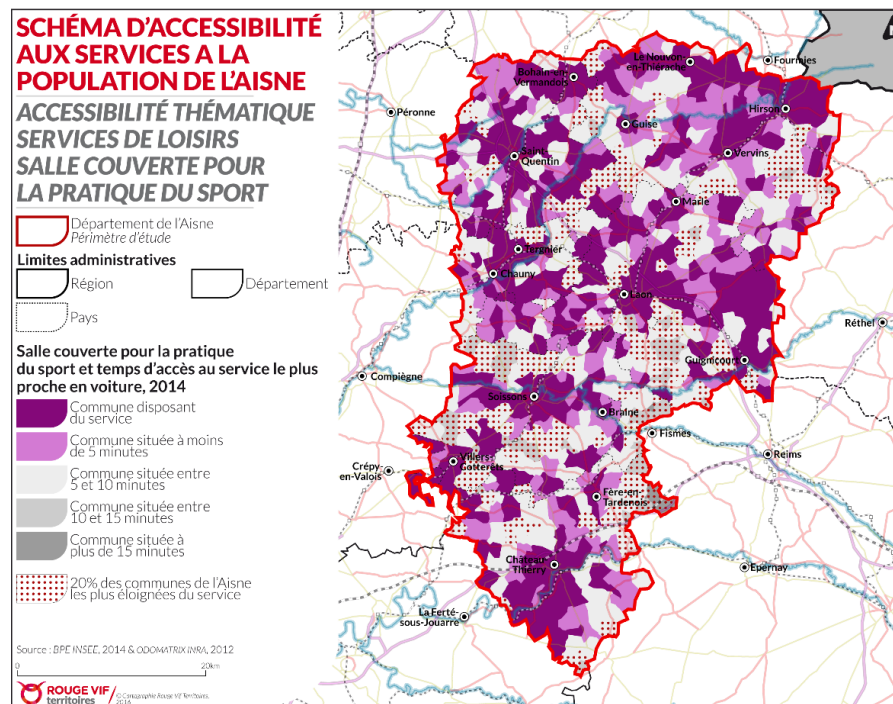 SCHÉMA D'ACCESSIBILITÉ
AUX SERVICES A LA
POPULATION DE L'AISNE
ACCESSIBILITÉ THÉMATIQUE
SERVICES DE LOISIRS
SALLE COUVERTE POUR
LA PRATIQUE DU SPORT
Département de l'Aisne
Périmètre d'étude
Limites administratives
Région
Département
Pays
Salle couverte pour la pratique
du sport et temps d'accès au service le plus
proche en voiture, 2014
Commune disposant
du service
Commune située à moins
de 5 minutes
Commune située entre
5 et 10 minutes
Commune située entre
10 et 15 minutes
Commune située à
plus de 15 minutes
20% des communes de l'Aisne
les plus éloignées du service
Source : BPE INSEE, 2014 & ODOMATRIX INRA, 2012
0
20km
ROUGE VIF
territoires
© Cartographie Rouge Vif Territoires,
2016
Le Nouvion-
en-Thiérache
Fourmies
Bohain-en-
Vermandois
Péronne
Hirson
Guise
Saint-
Quentin
Vervins
Marle
Tergnier
Chauny
Laon
Réthel
Guignicourt
Compiègne
Soissons
Braine
Fismes
Reims
Villers-
Cotterêts
Crépy
en-Valois
Fère-en-
Tardenois
Château-
Thierry
Epernay
La Ferté-
sous-Jouarre